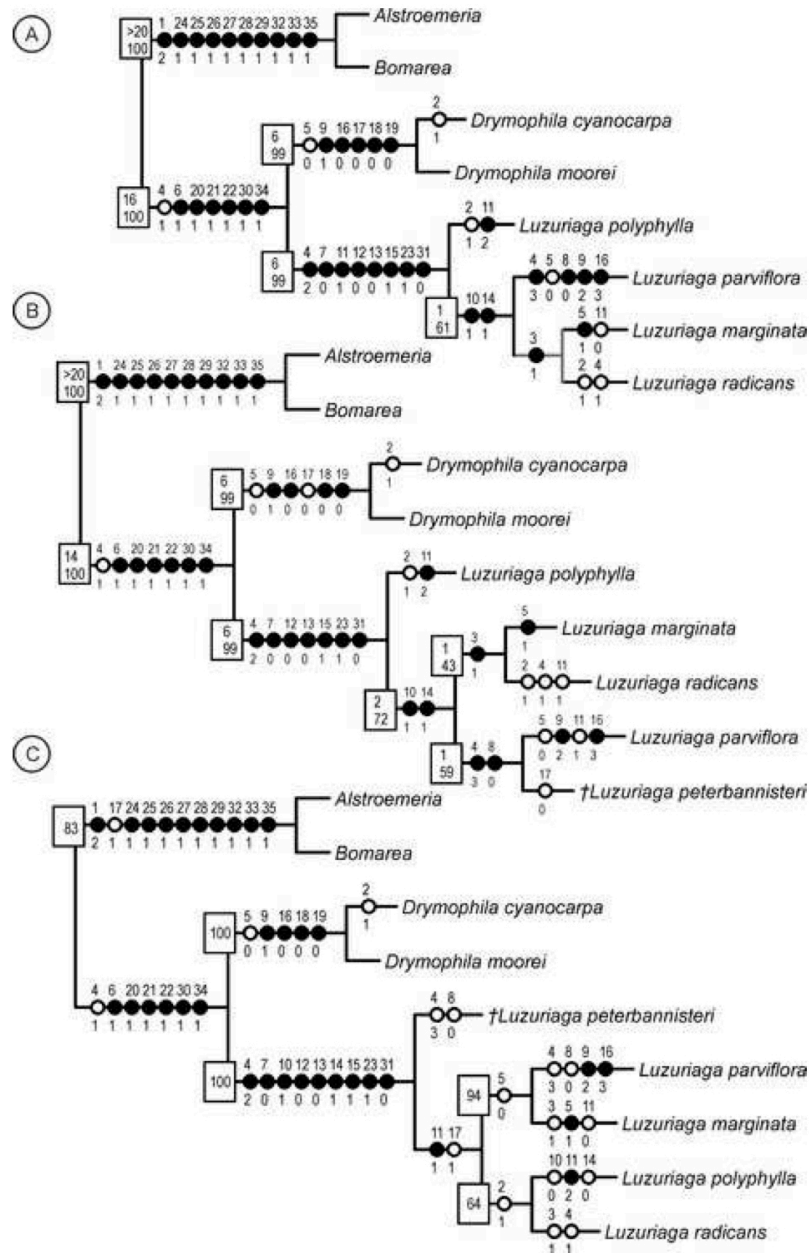 A
1 24 25 26 27 28 29 32 33 35
Alstroemeria
>20
100
2 1 1 1 1 1 1 1 1 1
Bomarea
2
Drymophila cyanocarpa
1
5 9 16 17 18 19
6
99
0 1 0 0 0 0
Drymophila moorei
4 6 20 21 22 30 34
16
100
1 1 1 1 1 1 1
2 11
Luzuriaga polyphylla
1 2
4 7 11 12 13 15 23 31
6
99
2 0 1 0 0 1 1 0
4 5 8 9 16
Luzuriaga parviflora
3 0 0 2 3
10 14
1
61
1 1
5 11
Luzuriaga marginata
1 0
3
1
2 4
Luzuriaga radicans
1 1
B
1 24 25 26 27 28 29 32 33 35
Alstroemeria
>20
100
2 1 1 1 1 1 1 1 1 1
Bomarea
2
Drymophila cyanocarpa
1
5 9 16 17 18 19
6
99
0 1 0 0 0 0
Drymophila moorei
4 6 20 21 22 30 34
14
100
1 1 1 1 1 1 1
2 11
Luzuriaga polyphylla
1 2
4 7 12 13 15 23 31
6
99
2 0 0 0 1 1 0
5
Luzuriaga marginata
1
3
1
43
1
2 4 11
Luzuriaga radicans
1 1 1
10 14
2
72
1 1
5 9 11 16
Luzuriaga parviflora
0 2 1 3
4 8
1
59
3 0
17
†Luzuriaga peterbannisteri
0
C
1 17 24 25 26 27 28 29 32 33 35
Alstroemeria
83
2 1 1 1 1 1 1 1 1 1 1
Bomarea
2
Drymophila cyanocarpa
1
5 9 16 18 19
100
0 1 0 0 0
Drymophila moorei
4 6 20 21 22 30 34
1 1 1 1 1 1 1
4 8
†Luzuriaga peterbannisteri
3 0
4 7 10 12 13 14 15 23 31
100
2 0 1 0 0 1 1 1 0
4 8 9 16
Luzuriaga parviflora
3 0 2 3
5
94
0
3 5 11
Luzuriaga marginata
1 1 0
11 17
1 1
10 11 14
Luzuriaga polyphylla
0 2 0
2
64
1
3 4
Luzuriaga radicans
1 1